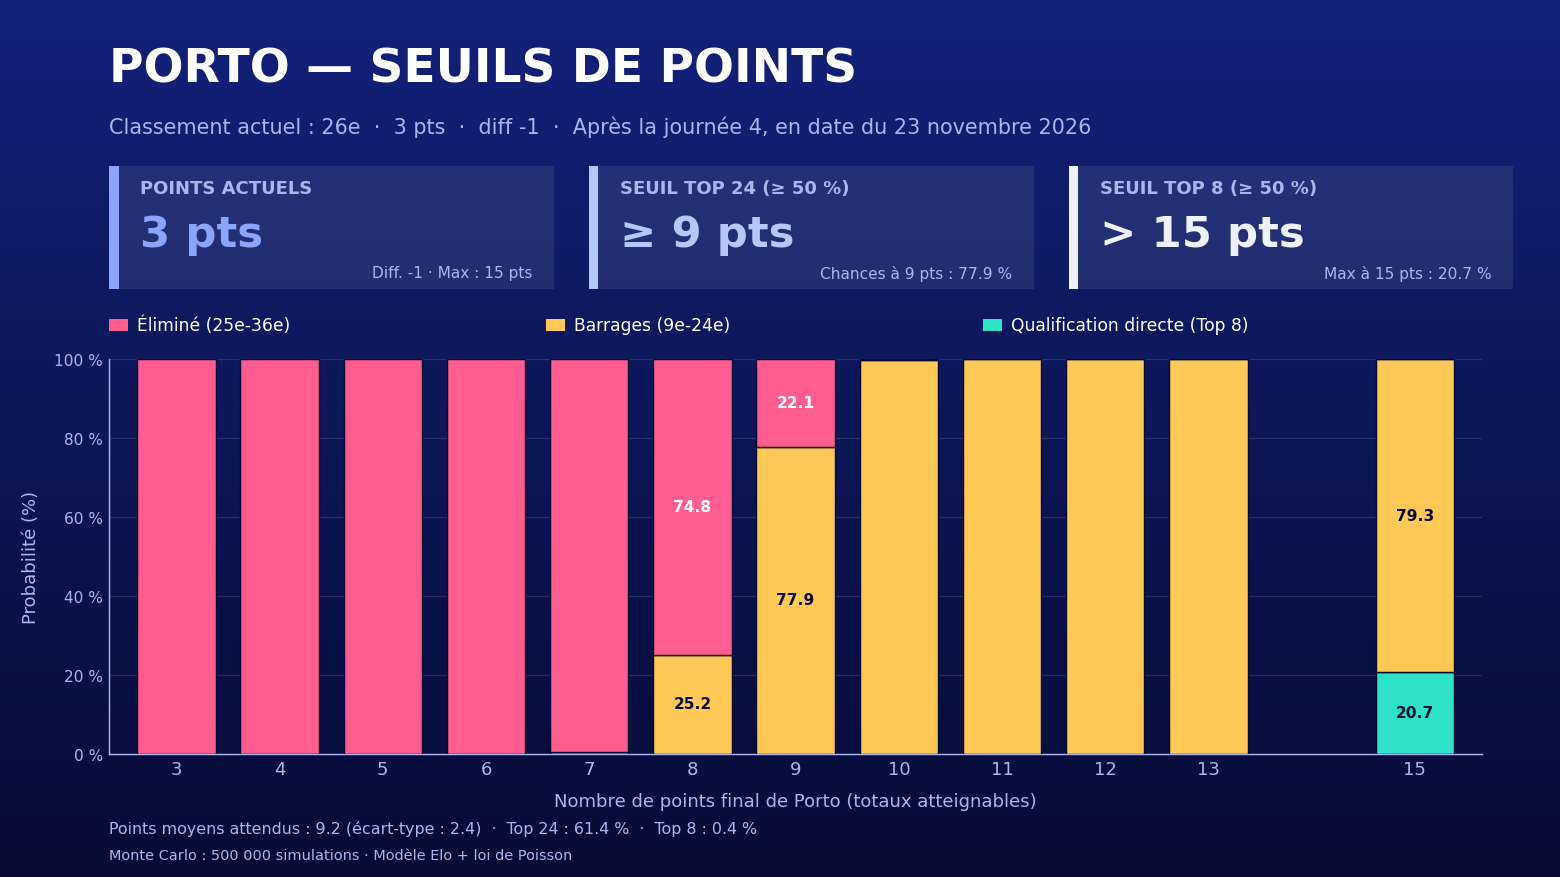 PORTO — SEUILS DE POINTS
Classement actuel : 26e · 3 pts · diff -1 · Après la journée 4, en date du 23 novembre 2026
POINTS ACTUELS
3 pts
Diff. -1 · Max : 15 pts
SEUIL TOP 24 (≥ 50 %)
≥ 9 pts
Chances à 9 pts : 77.9 %
SEUIL TOP 8 (≥ 50 %)
> 15 pts
Max à 15 pts : 20.7 %
Éliminé (25e-36e)
Barrages (9e-24e)
Qualification directe (Top 8)
Probabilité (%)
100 %
80 %
60 %
40 %
20 %
0 %
74.8
25.2
22.1
77.9
79.3
20.7
3 4 5 6 7 8 9 10 11 12 13 15
Nombre de points final de Porto (totaux atteignables)
Points moyens attendus : 9.2 (écart-type : 2.4) · Top 24 : 61.4 % · Top 8 : 0.4 %
Monte Carlo : 500 000 simulations · Modèle Elo + loi de Poisson